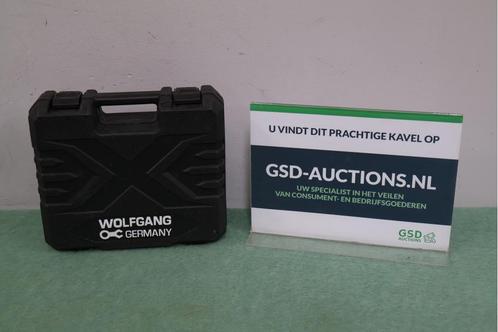 WOLFGANG
GERMANY
U VINDT DIT PRACHTIGE KAVEL OP
GSD-AUCTIONS.NL
UW SPECIALIST IN HET VEILEN
VAN CONSUMENT- EN BEDRIJFSGOEDEREN
GSD
AUCTIONS